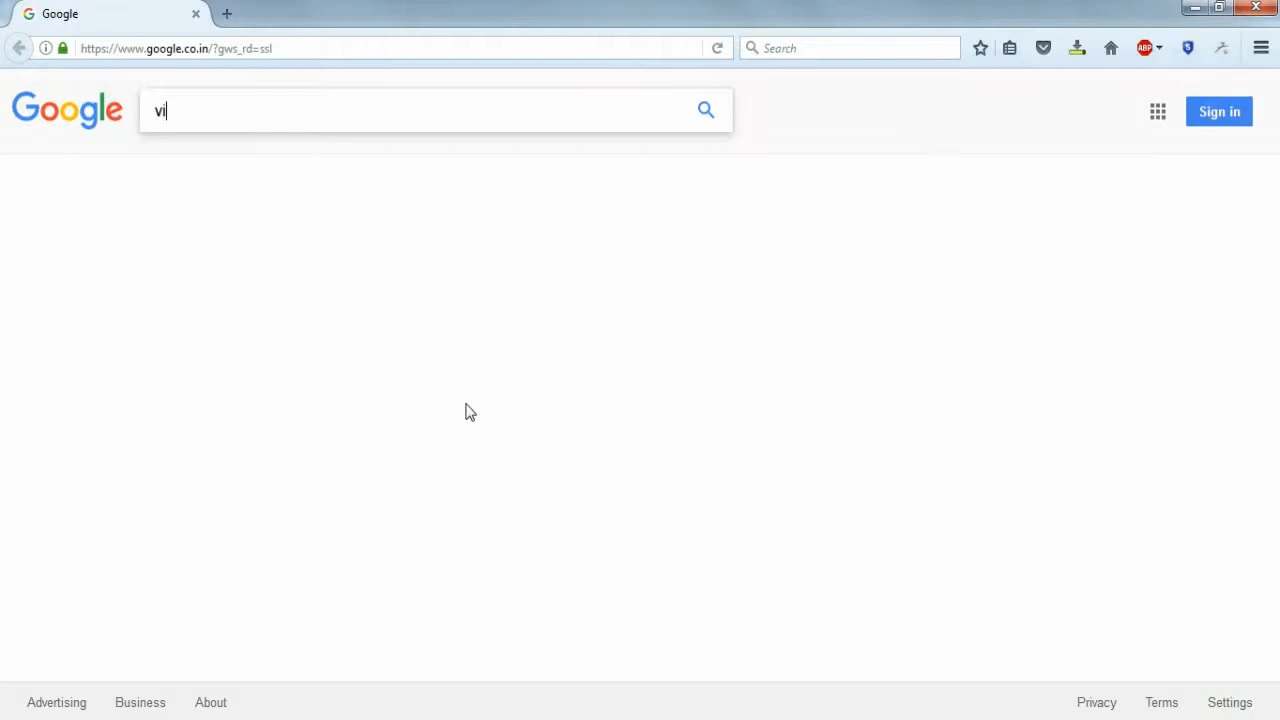 Google
https://www.google.co.in/?gws_rd=ssl
Search
ABP
S
Google
vi
Sign in
Advertising
Business
About
Privacy
Terms
Settings